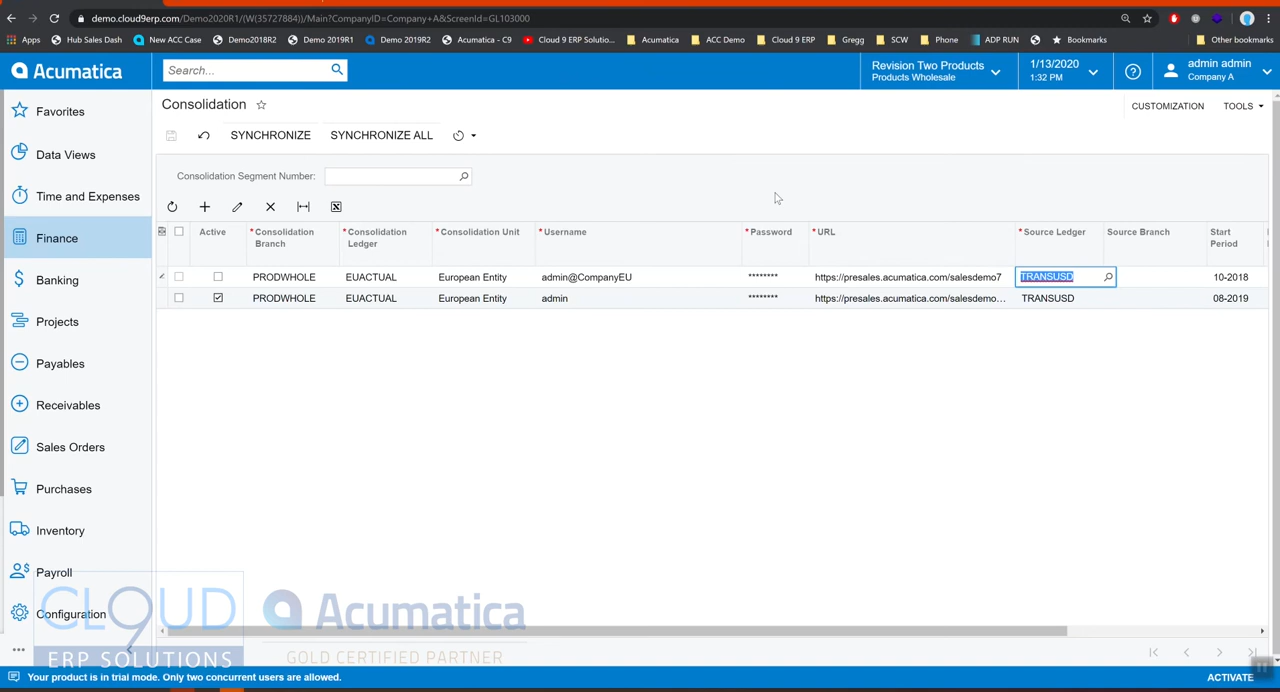 demo.cloud9erp.com/Demo2020R1/(W(35727884))/Main?CompanyID=Company+A&ScreenId=GL103000
Apps Hub Sales Dash New ACC Case Demo2018R2 Demo 2019R1 Demo 2019R2 Acumatica - C9 Cloud 9 ERP Solutio... Acumatica ACC Demo Cloud 9 ERP Gregg SCW Phone ADP RUN Bookmarks Other bookmarks
Acumatica
Search...
Revision Two Products
Products Wholesale
1/13/2020
1:32 PM
admin admin
Company A
Favorites
Data Views
Time and Expenses
Finance
Banking
Projects
Payables
Receivables
Sales Orders
Purchases
Inventory
Payroll
Configuration
Consolidation
CUSTOMIZATION TOOLS
SYNCHRONIZE SYNCHRONIZE ALL
Consolidation Segment Number:
Active * Consolidation Branch * Consolidation Ledger * Consolidation Unit * Username * Password * URL * Source Ledger Source Branch Start Period
PRODWHOLE EUACTUAL European Entity admin@CompanyEU ******** https://presales.acumatica.com/salesdemo7 TRANSUSD 10-2018
PRODWHOLE EUACTUAL European Entity admin ******** https://presales.acumatica.com/salesdemo... TRANSUSD 08-2019
CLOUD9
ERP SOLUTIONS
Acumatica
GOLD CERTIFIED PARTNER
Your product is in trial mode. Only two concurrent users are allowed.
ACTIVATE